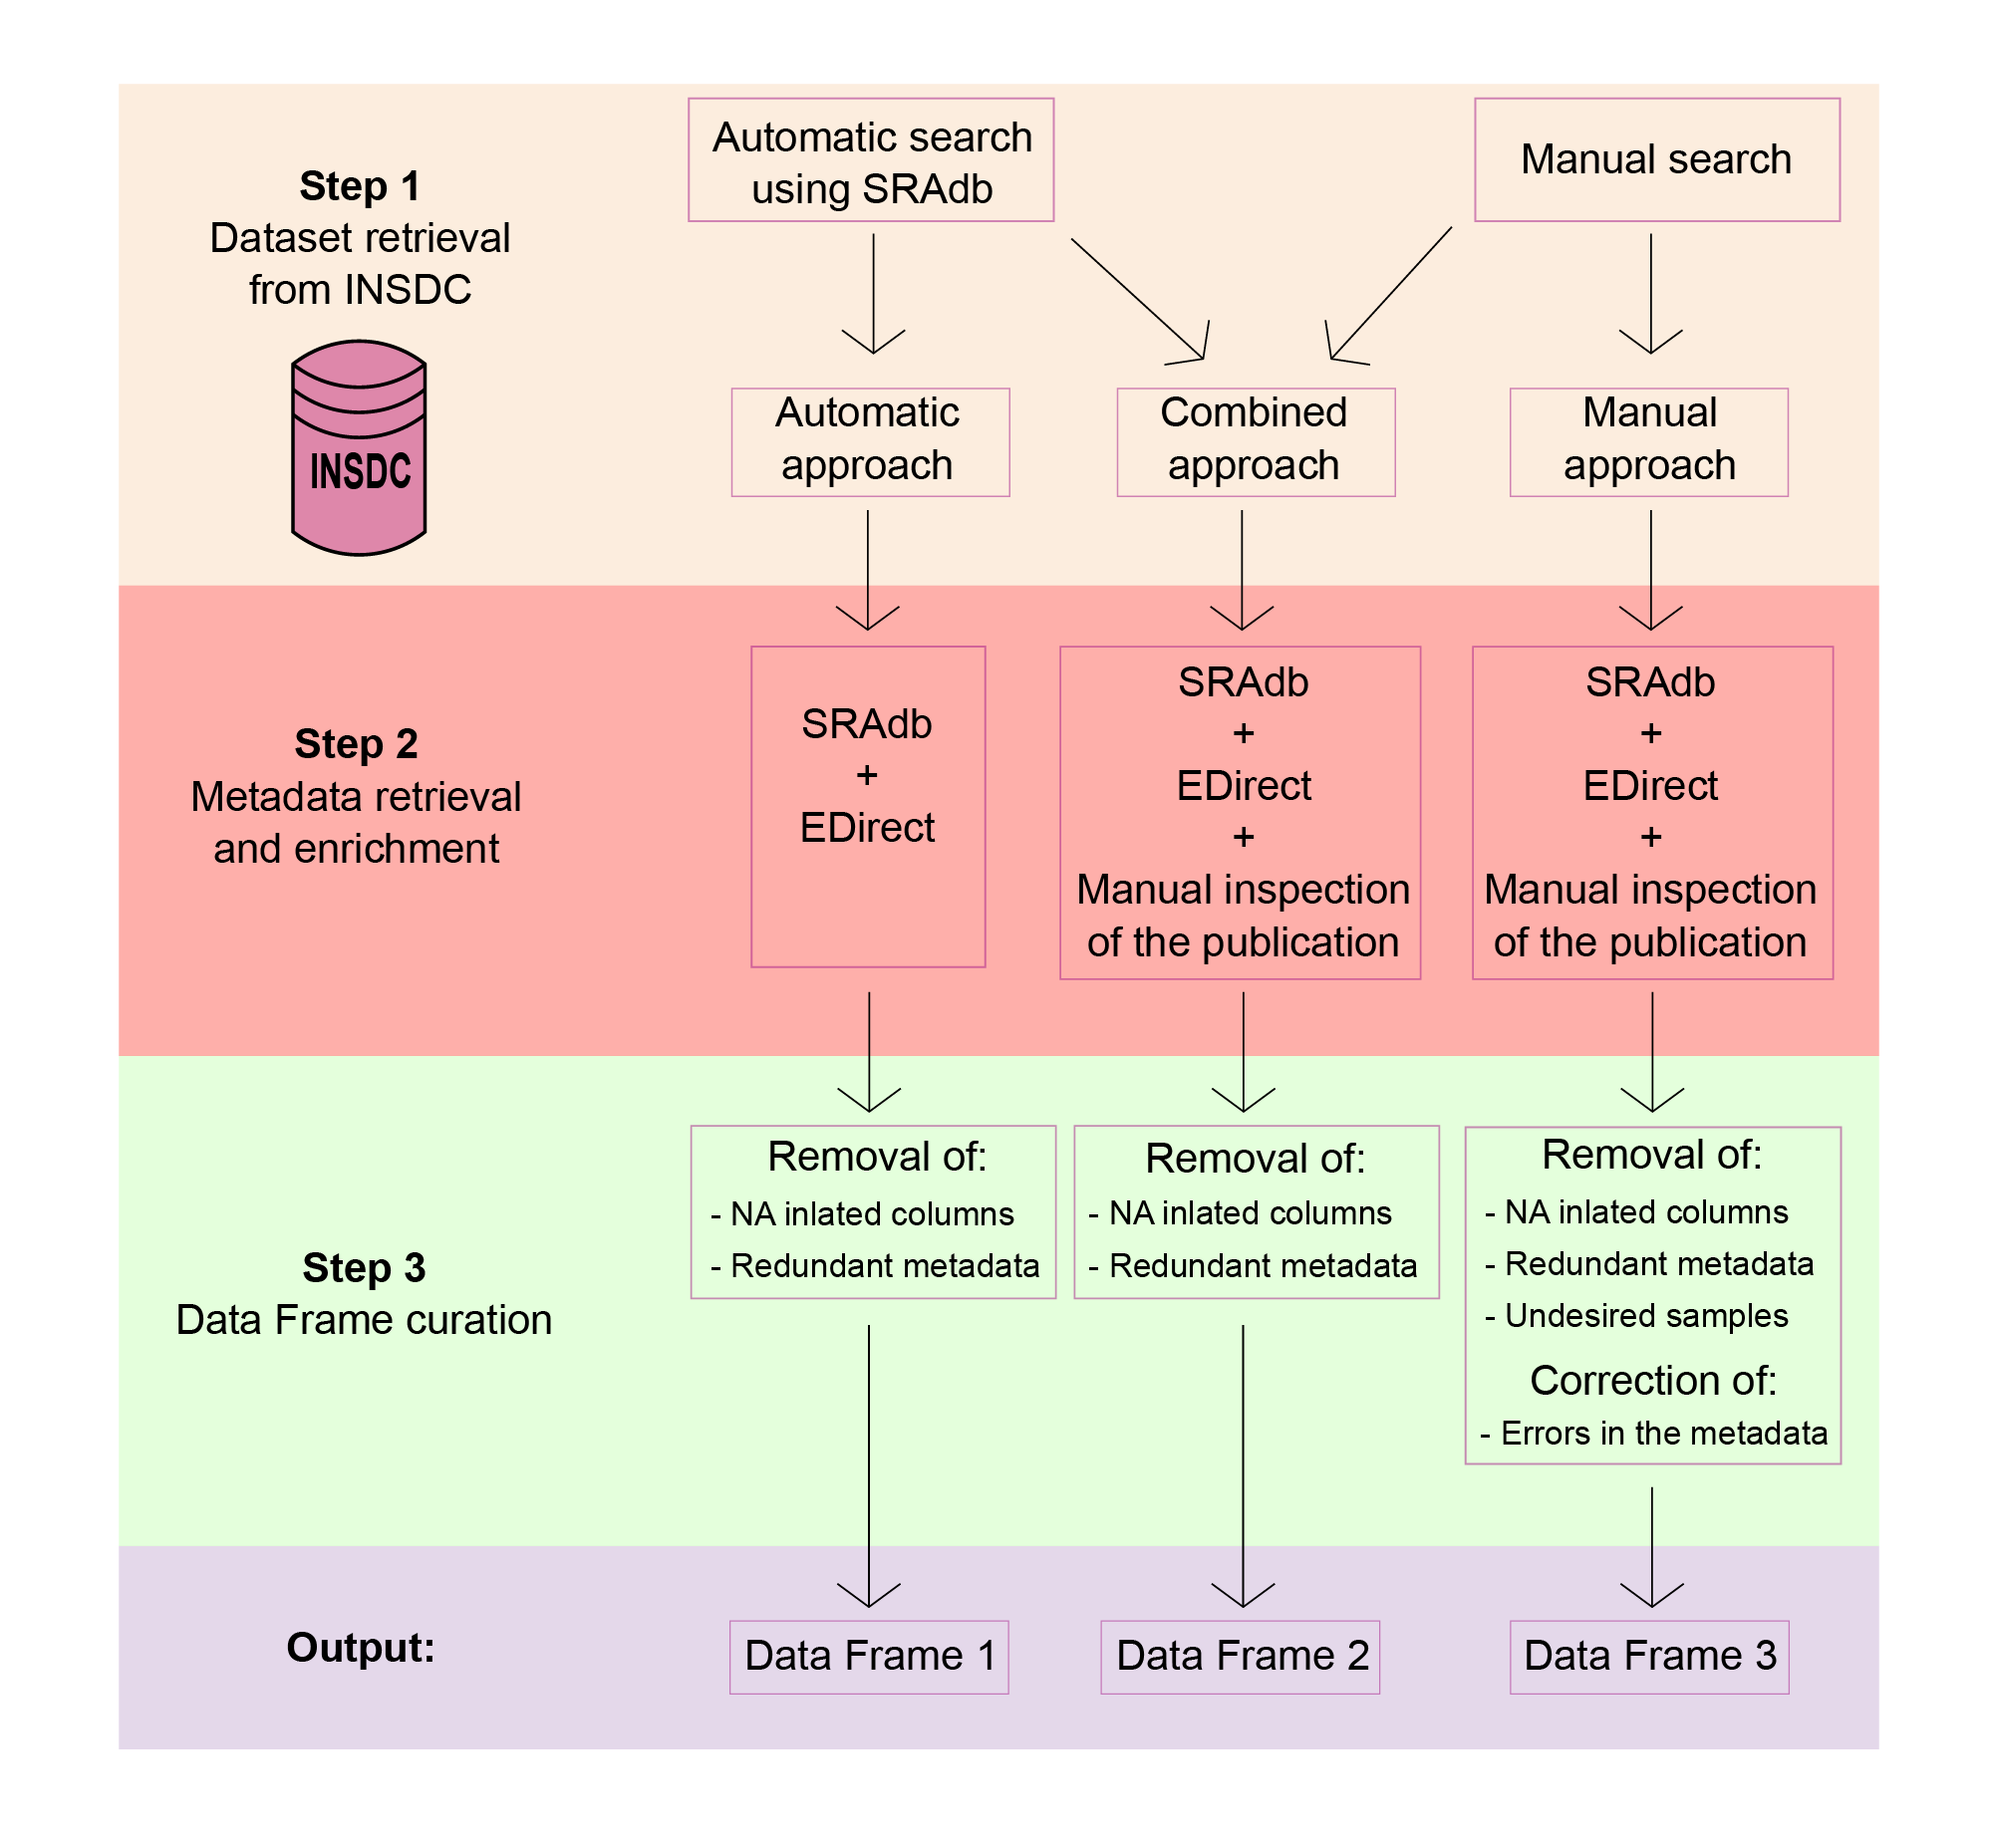 Step 1
Dataset retrieval
from INSDC
INSDC
Automatic search
using SRAdb
Manual search
Automatic
approach
Combined
approach
Manual
approach
Step 2
Metadata retrieval
and enrichment
SRAdb
+
EDirect
SRAdb
+
EDirect
+
Manual inspection
of the publication
SRAdb
+
EDirect
+
Manual inspection
of the publication
Step 3
Data Frame curation
Removal of:
- NA inlated columns
- Redundant metadata
Removal of:
- NA inlated columns
- Redundant metadata
Removal of:
- NA inlated columns
- Redundant metadata
- Undesired samples
Correction of:
- Errors in the metadata
Output:
Data Frame 1
Data Frame 2
Data Frame 3